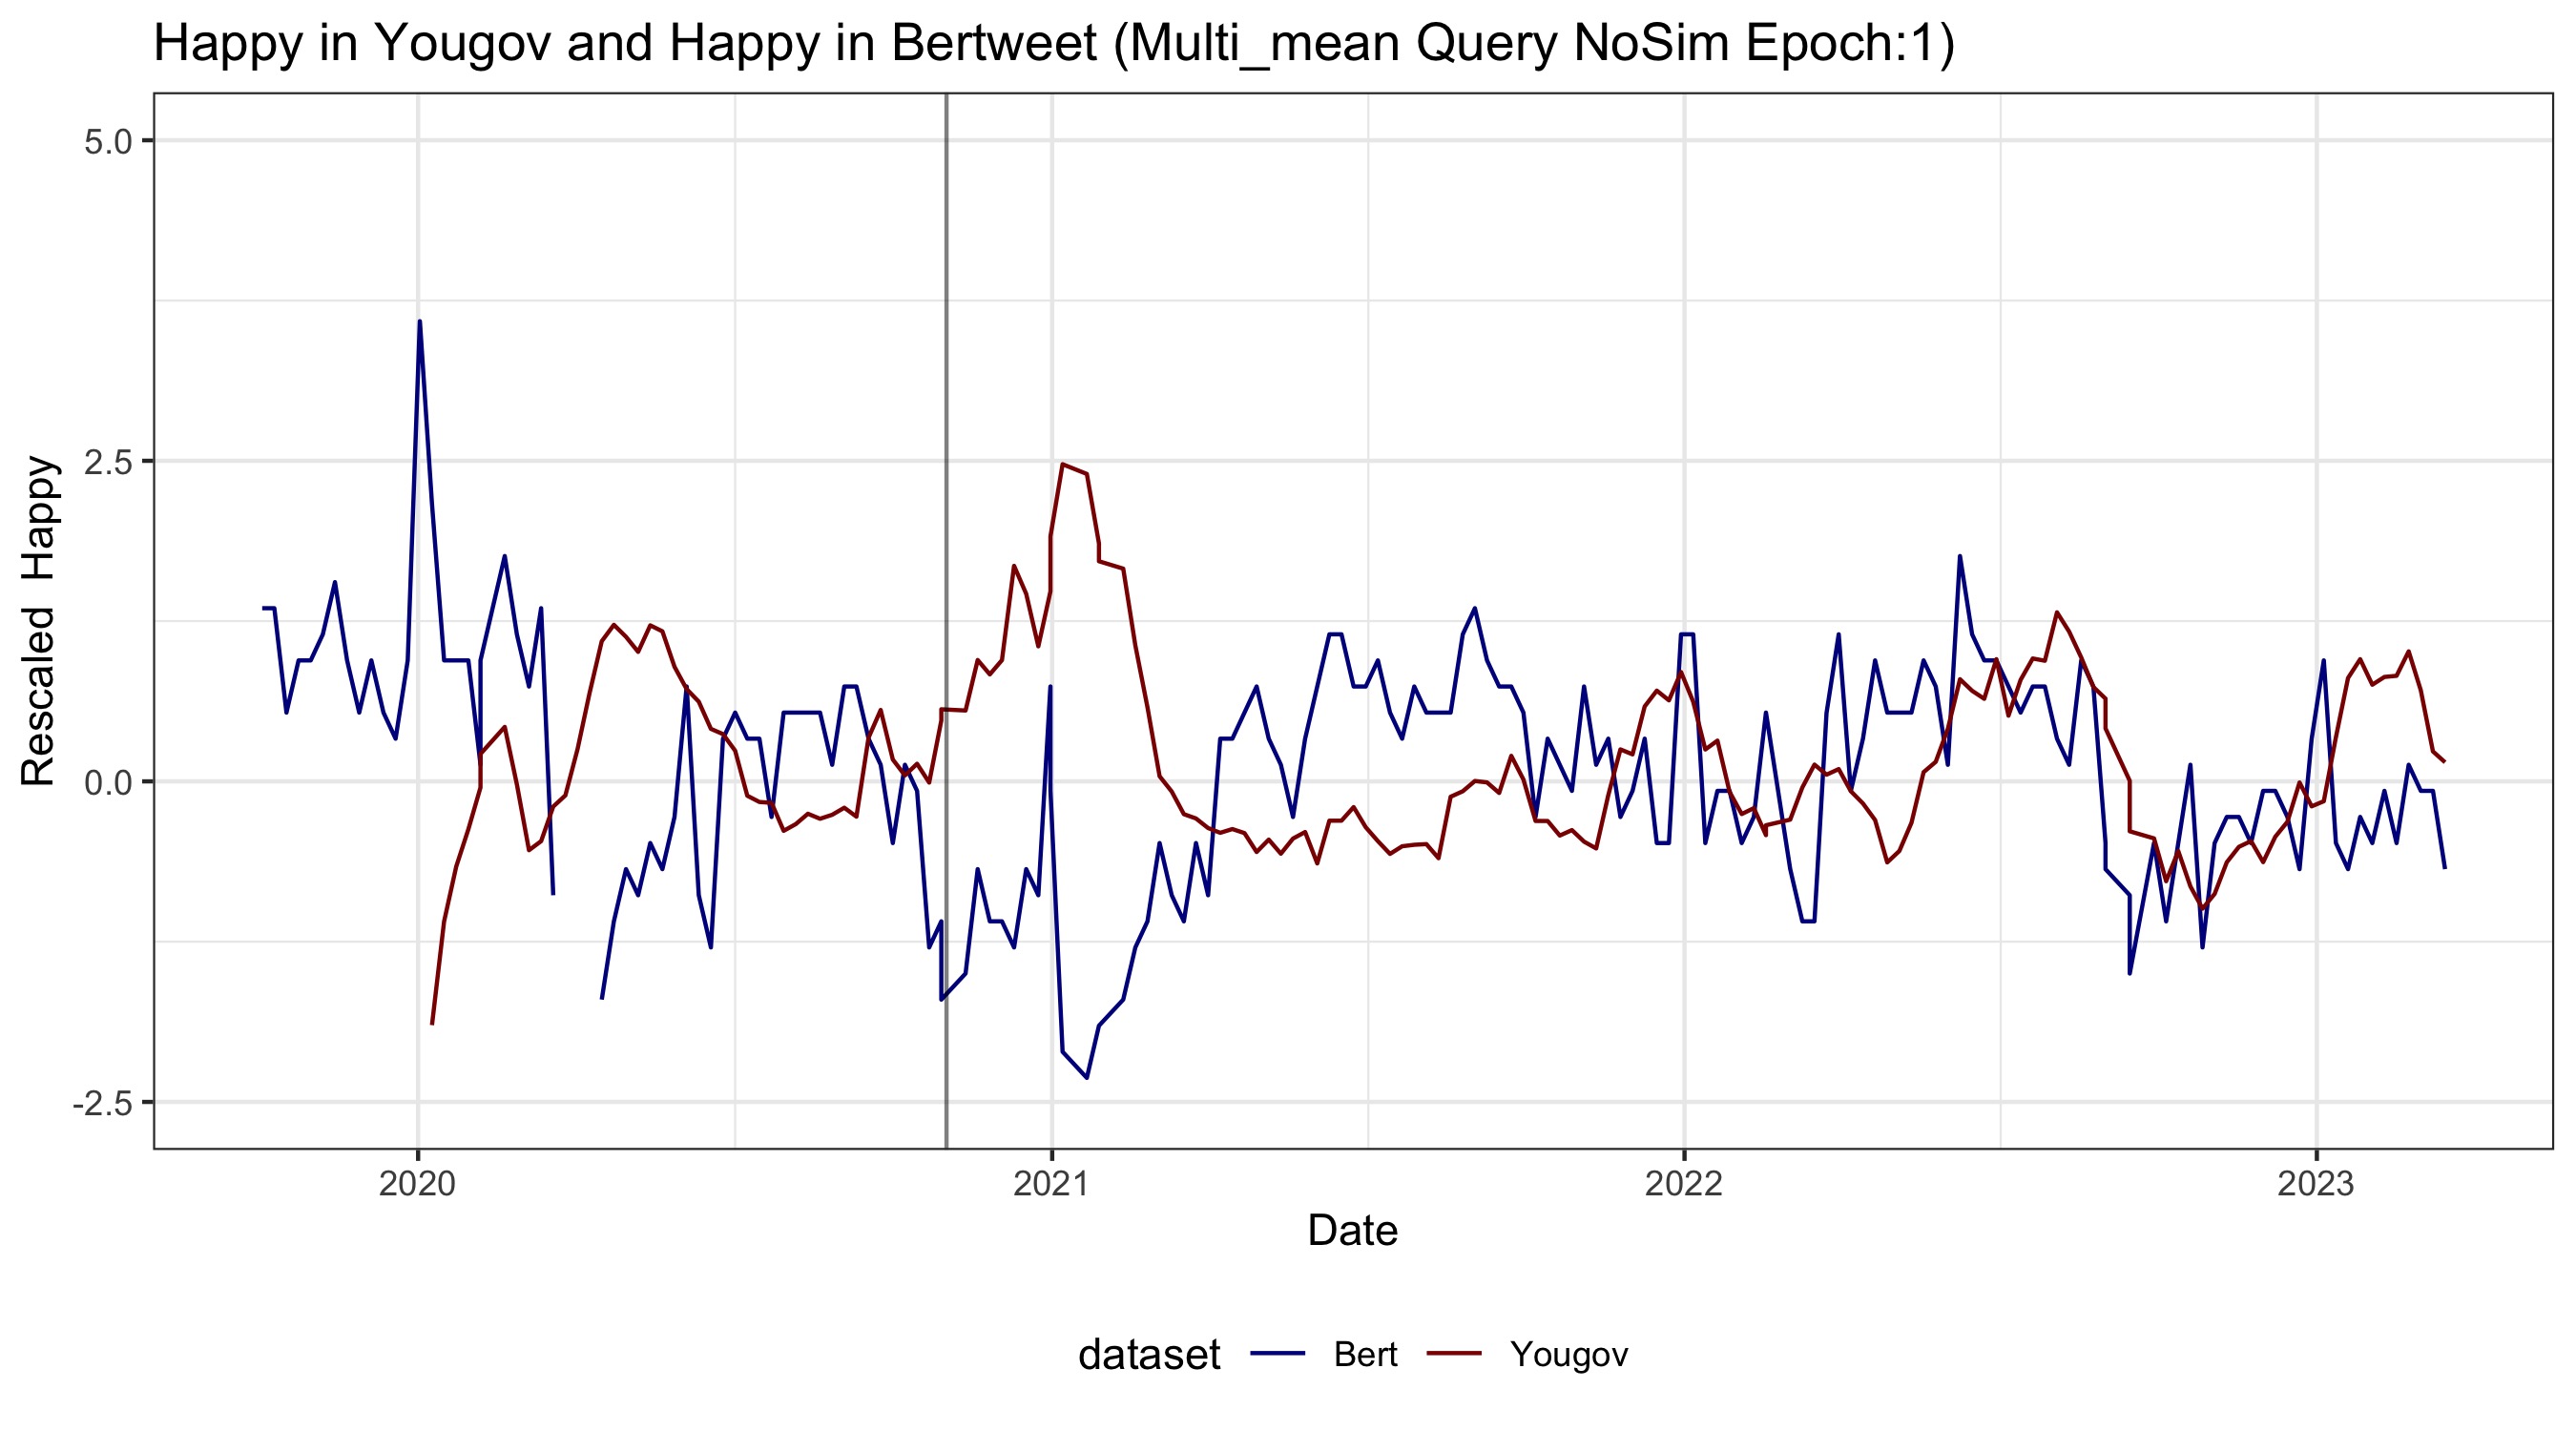 Happy in Yougov and Happy in Bertweet (Multi_mean Query NoSim Epoch:1)
Rescaled Happy
5.0
2.5
0.0
-2.5
2020 2021 2022 2023
Date
dataset Bert Yougov